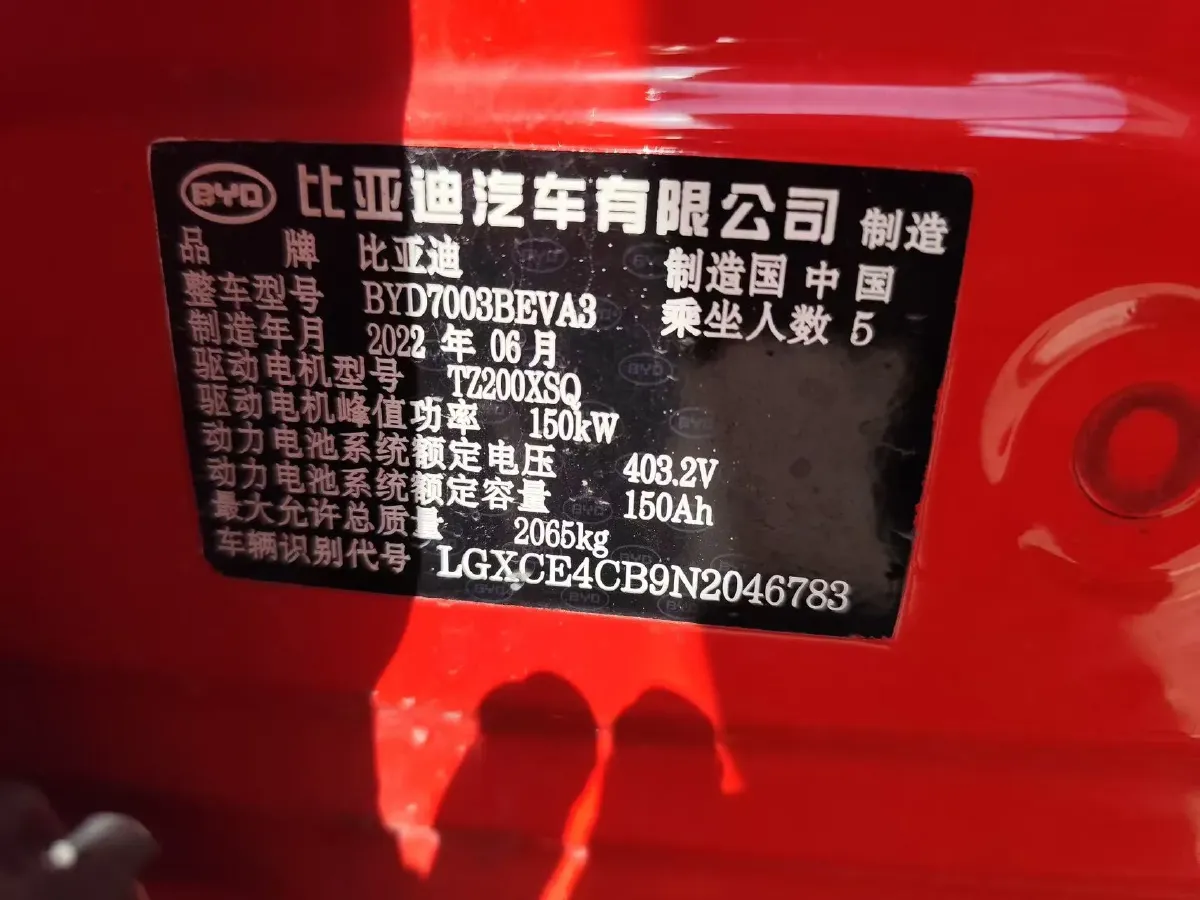 BYD 比亚迪汽车有限公司 制造
品牌 比亚迪 制造国 中国
整车型号 BYD7003BEVA3 乘坐人数 5
制造年月 2022 年 06 月
驱动电机型号 TZ200XSQ
驱动电机峰值功率 150kW
动力电池系统额定电压 403.2V
动力电池系统额定容量 150Ah
最大允许总质量 2065kg
车辆识别代号 LGXCE4CB9N2046783